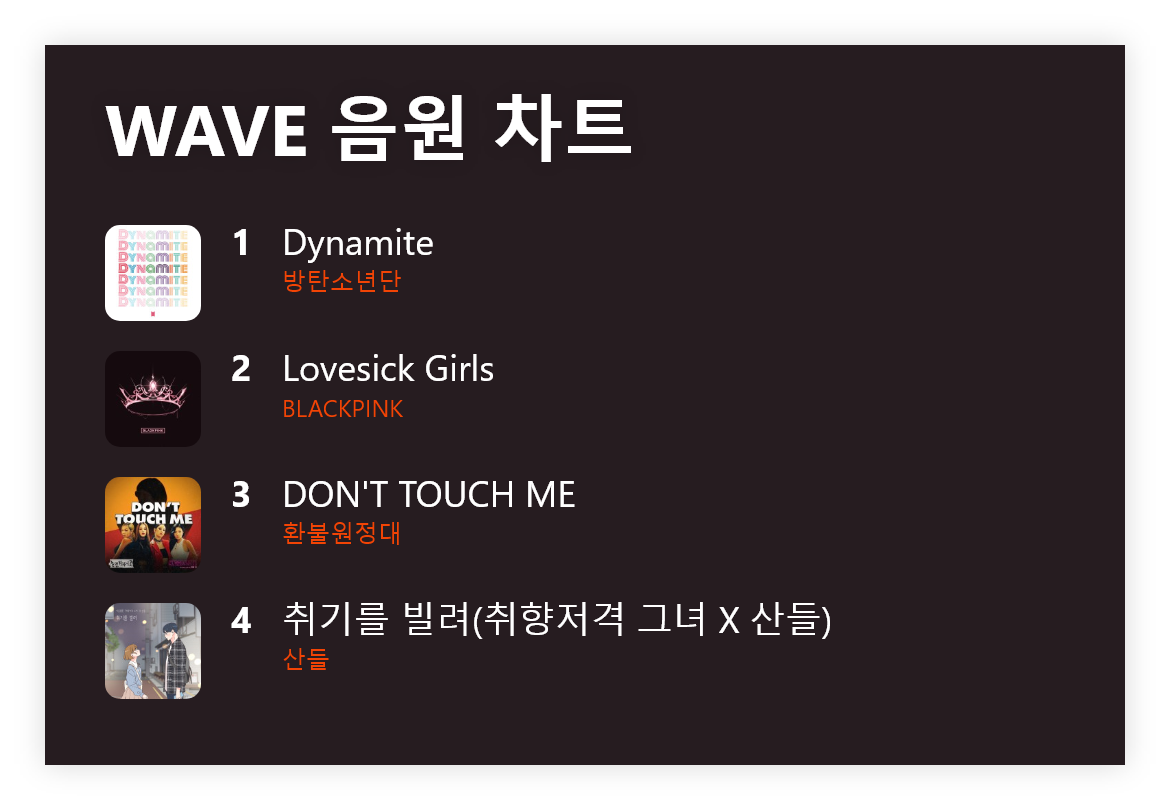 WAVE 음원 차트
DYNAMITE
DYNAMITE
DYNAMITE
DYNAMITE
DYNAMITE
DYNAMITE
DYNAMITE
1 Dynamite
방탄소년단
BLACKPINK
2 Lovesick Girls
BLACKPINK
DON'T
TOUCH ME
3 DON'T TOUCH ME
환불원정대
4 취기를 빌려(취향저격 그녀 X 산들)
산들